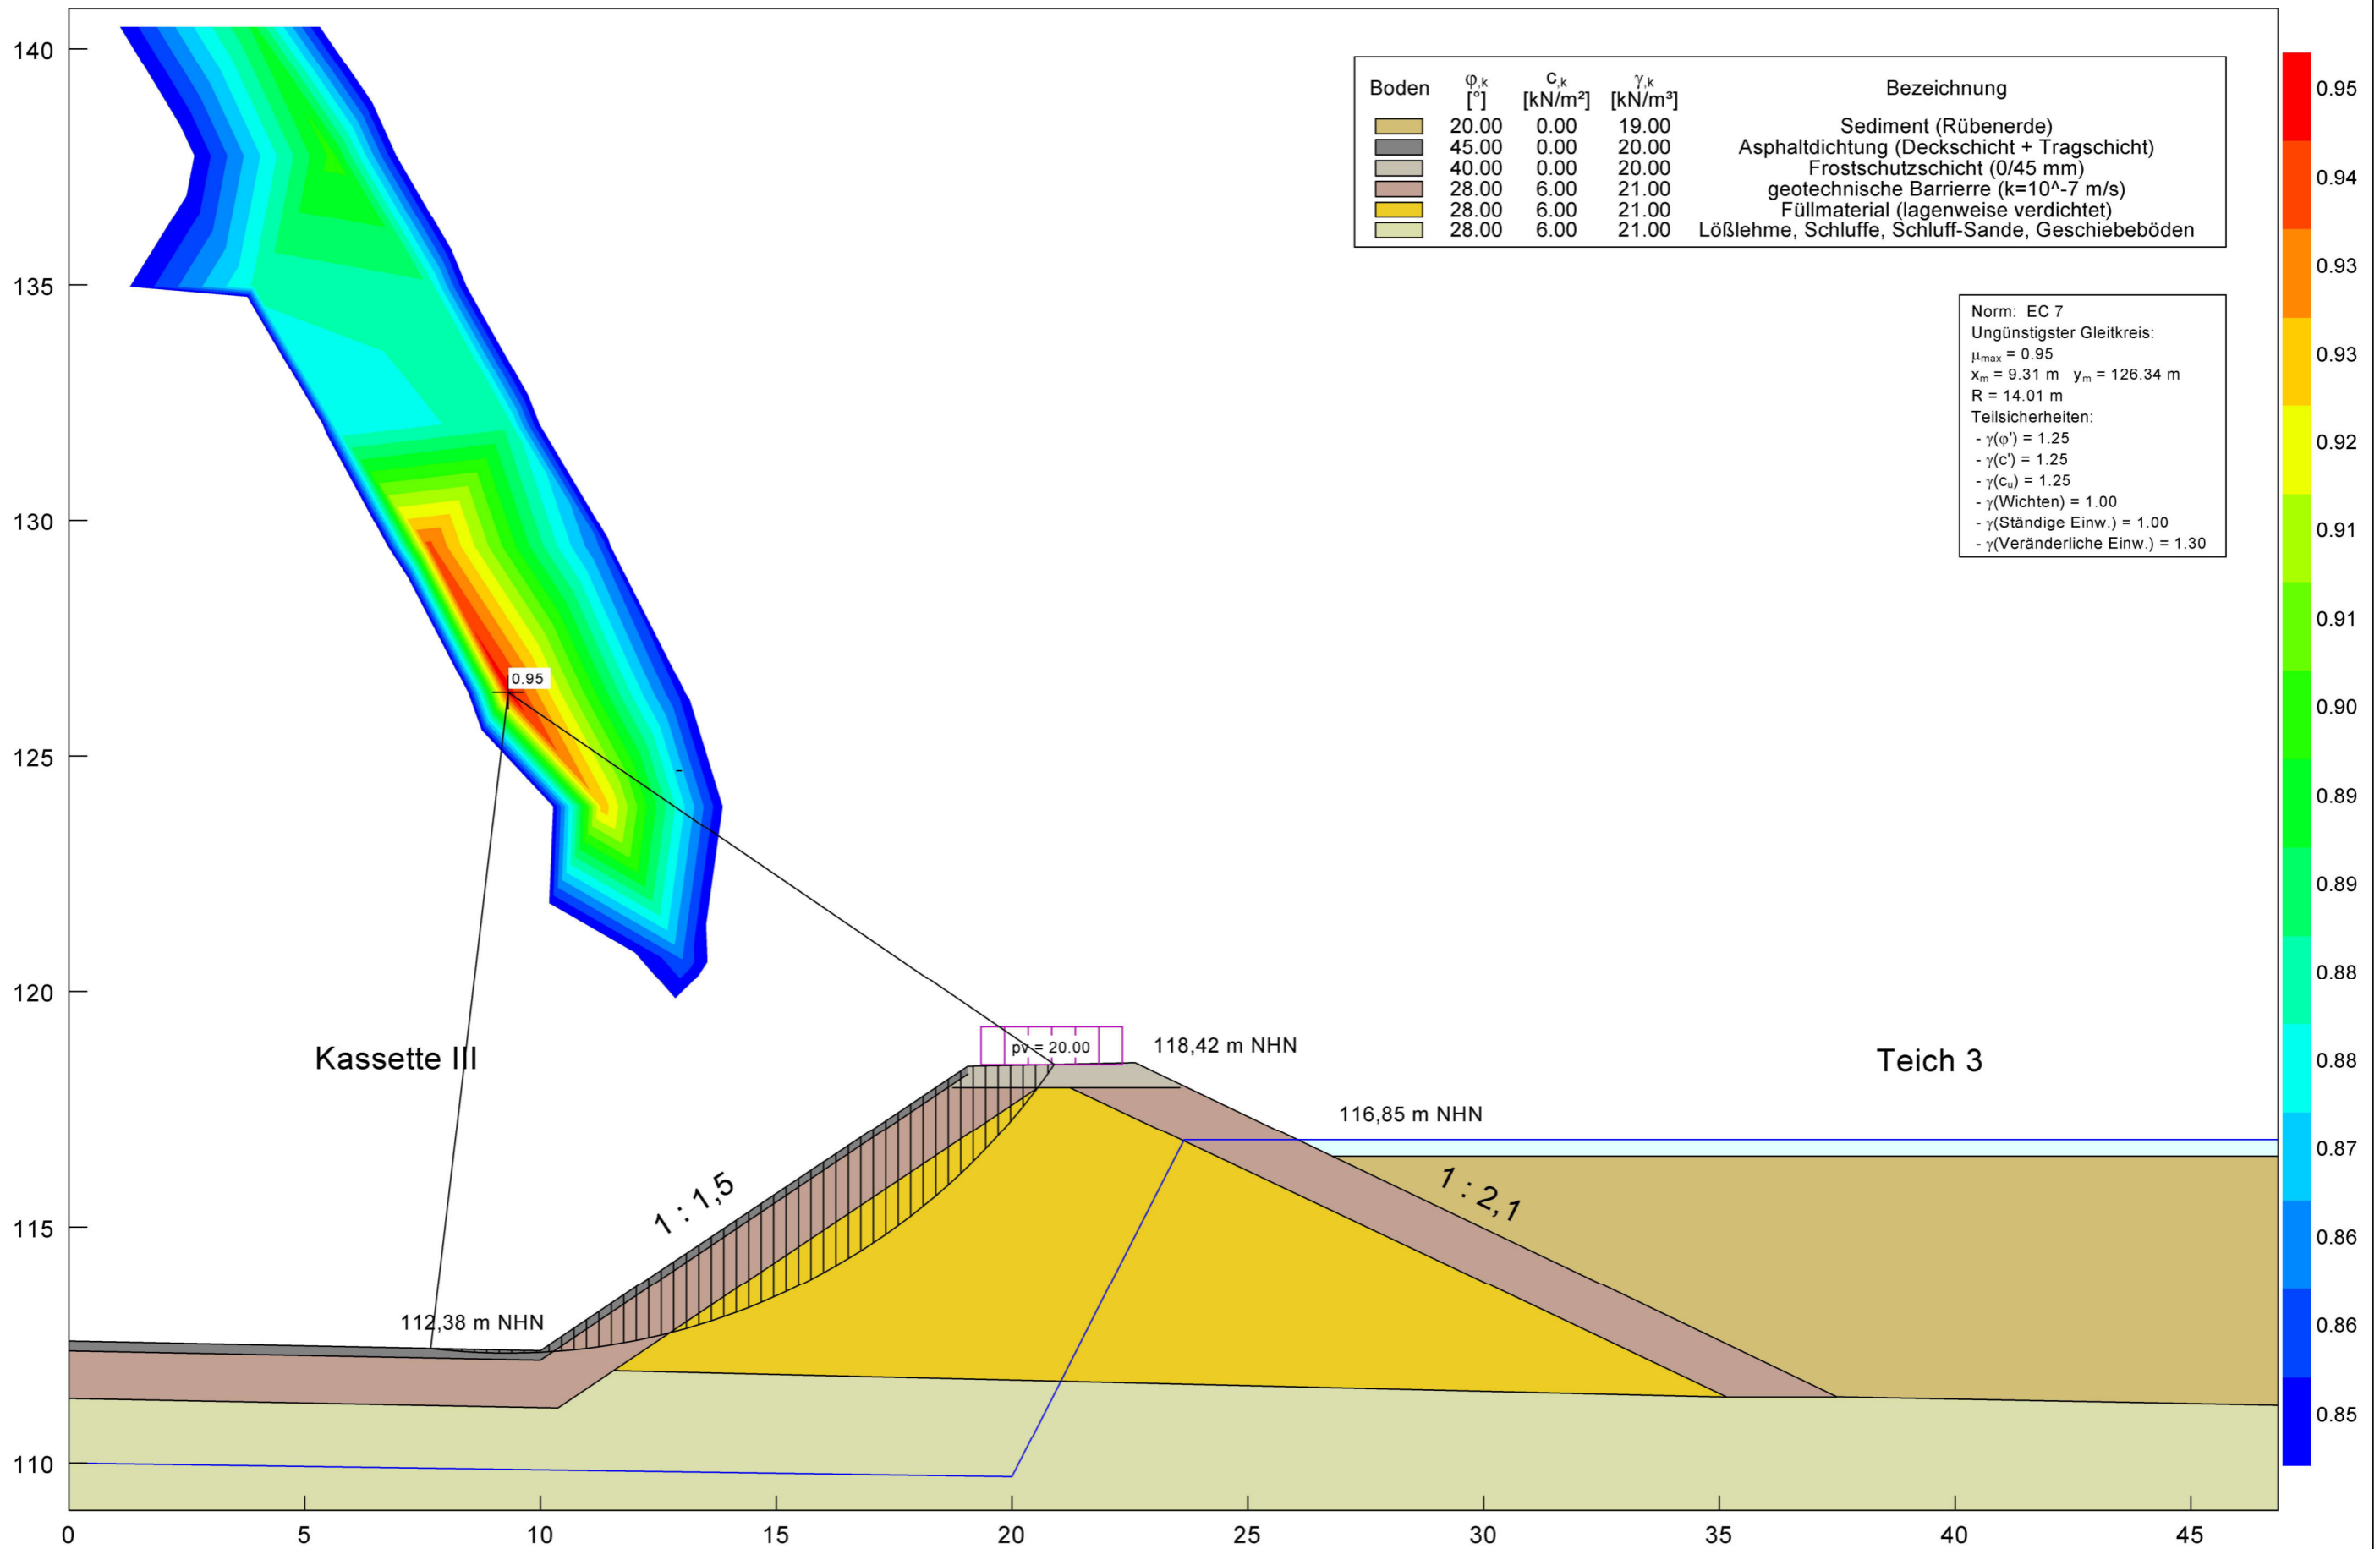 140
135
130
125
120
115
110
0 5 10 15 20 25 30 35 40 45
Boden φ,k [°] c,k [kN/m²] γ,k [kN/m³] Bezeichnung
20.00 0.00 19.00 Sediment (Rübenerde)
45.00 0.00 20.00 Asphaltdichtung (Deckschicht + Tragschicht)
40.00 0.00 20.00 Frostschutzschicht (0/45 mm)
28.00 6.00 21.00 geotechnische Barrierre (k=10^-7 m/s)
28.00 6.00 21.00 Füllmaterial (lagenweise verdichtet)
28.00 6.00 21.00 Lößlehme, Schluffe, Schluff-Sande, Geschiebeböden
Norm: EC 7
Ungünstigster Gleitkreis:
μmax = 0.95
xm = 9.31 m ym = 126.34 m
R = 14.01 m
Teilsicherheiten:
- γ(φ') = 1.25
- γ(c') = 1.25
- γ(cu) = 1.25
- γ(Wichten) = 1.00
- γ(Ständige Einw.) = 1.00
- γ(Veränderliche Einw.) = 1.30
0.95
0.94
0.93
0.93
0.92
0.91
0.91
0.90
0.89
0.89
0.88
0.88
0.87
0.86
0.86
0.85
0.95
Kassette III
pv = 20.00
118,42 m NHN
Teich 3
116,85 m NHN
1 : 1,5
1 : 2,1
112,38 m NHN